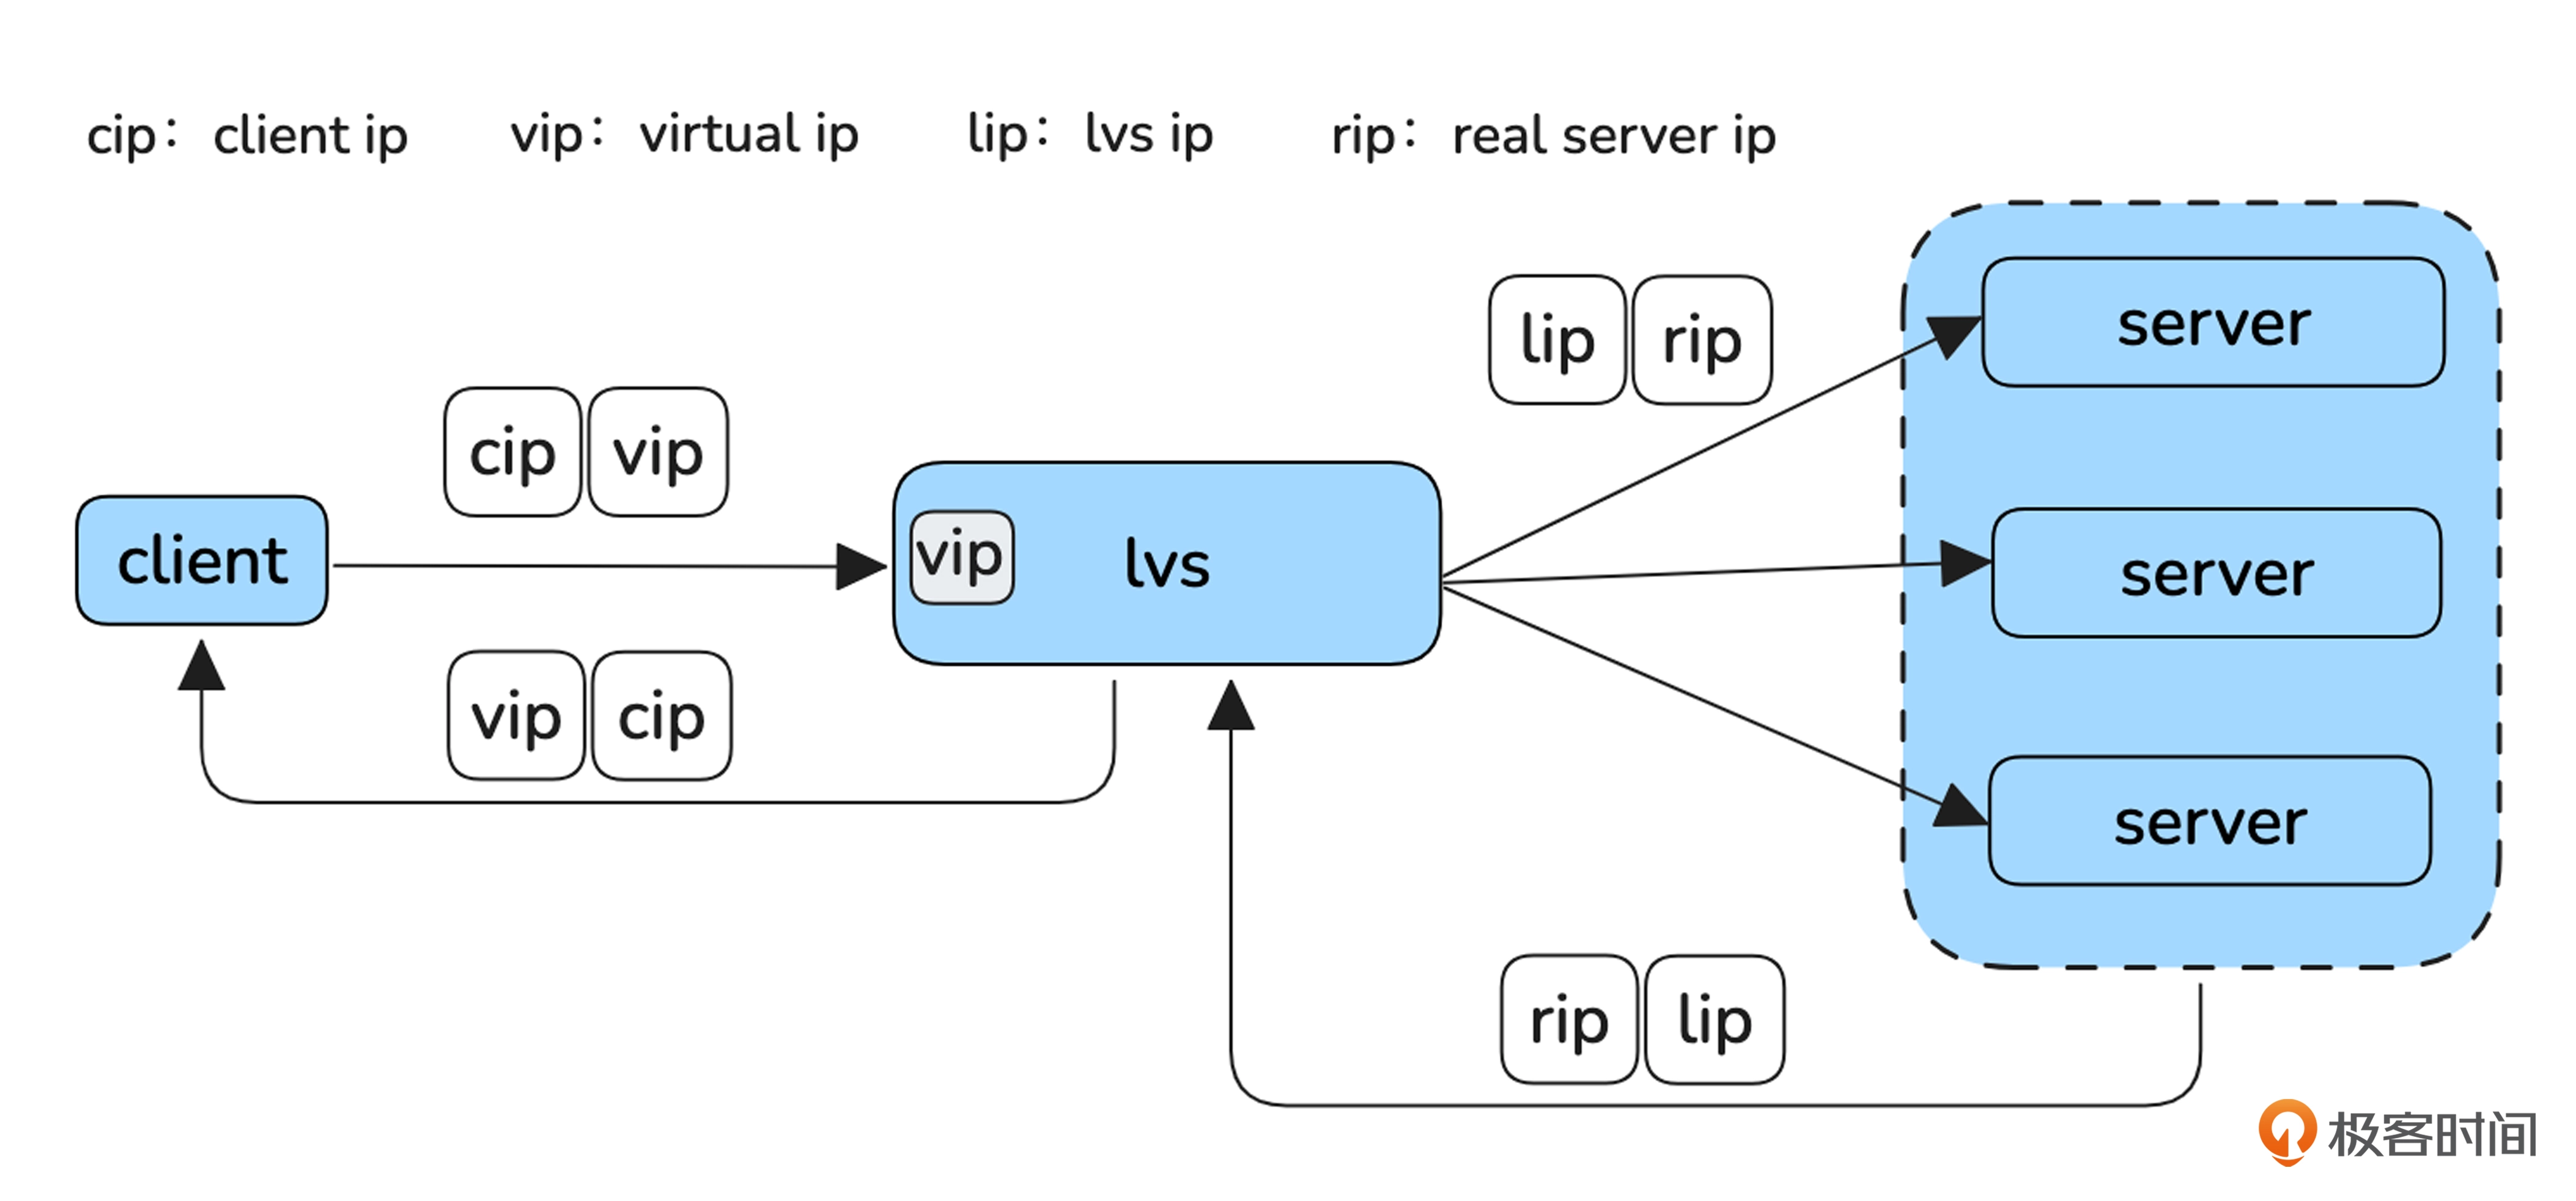 cip： client ip vip： virtual ip lip： lvs ip rip： real server ip
lip rip
server
cip vip
client
vip
lvs
server
vip cip
server
rip lip
极客时间